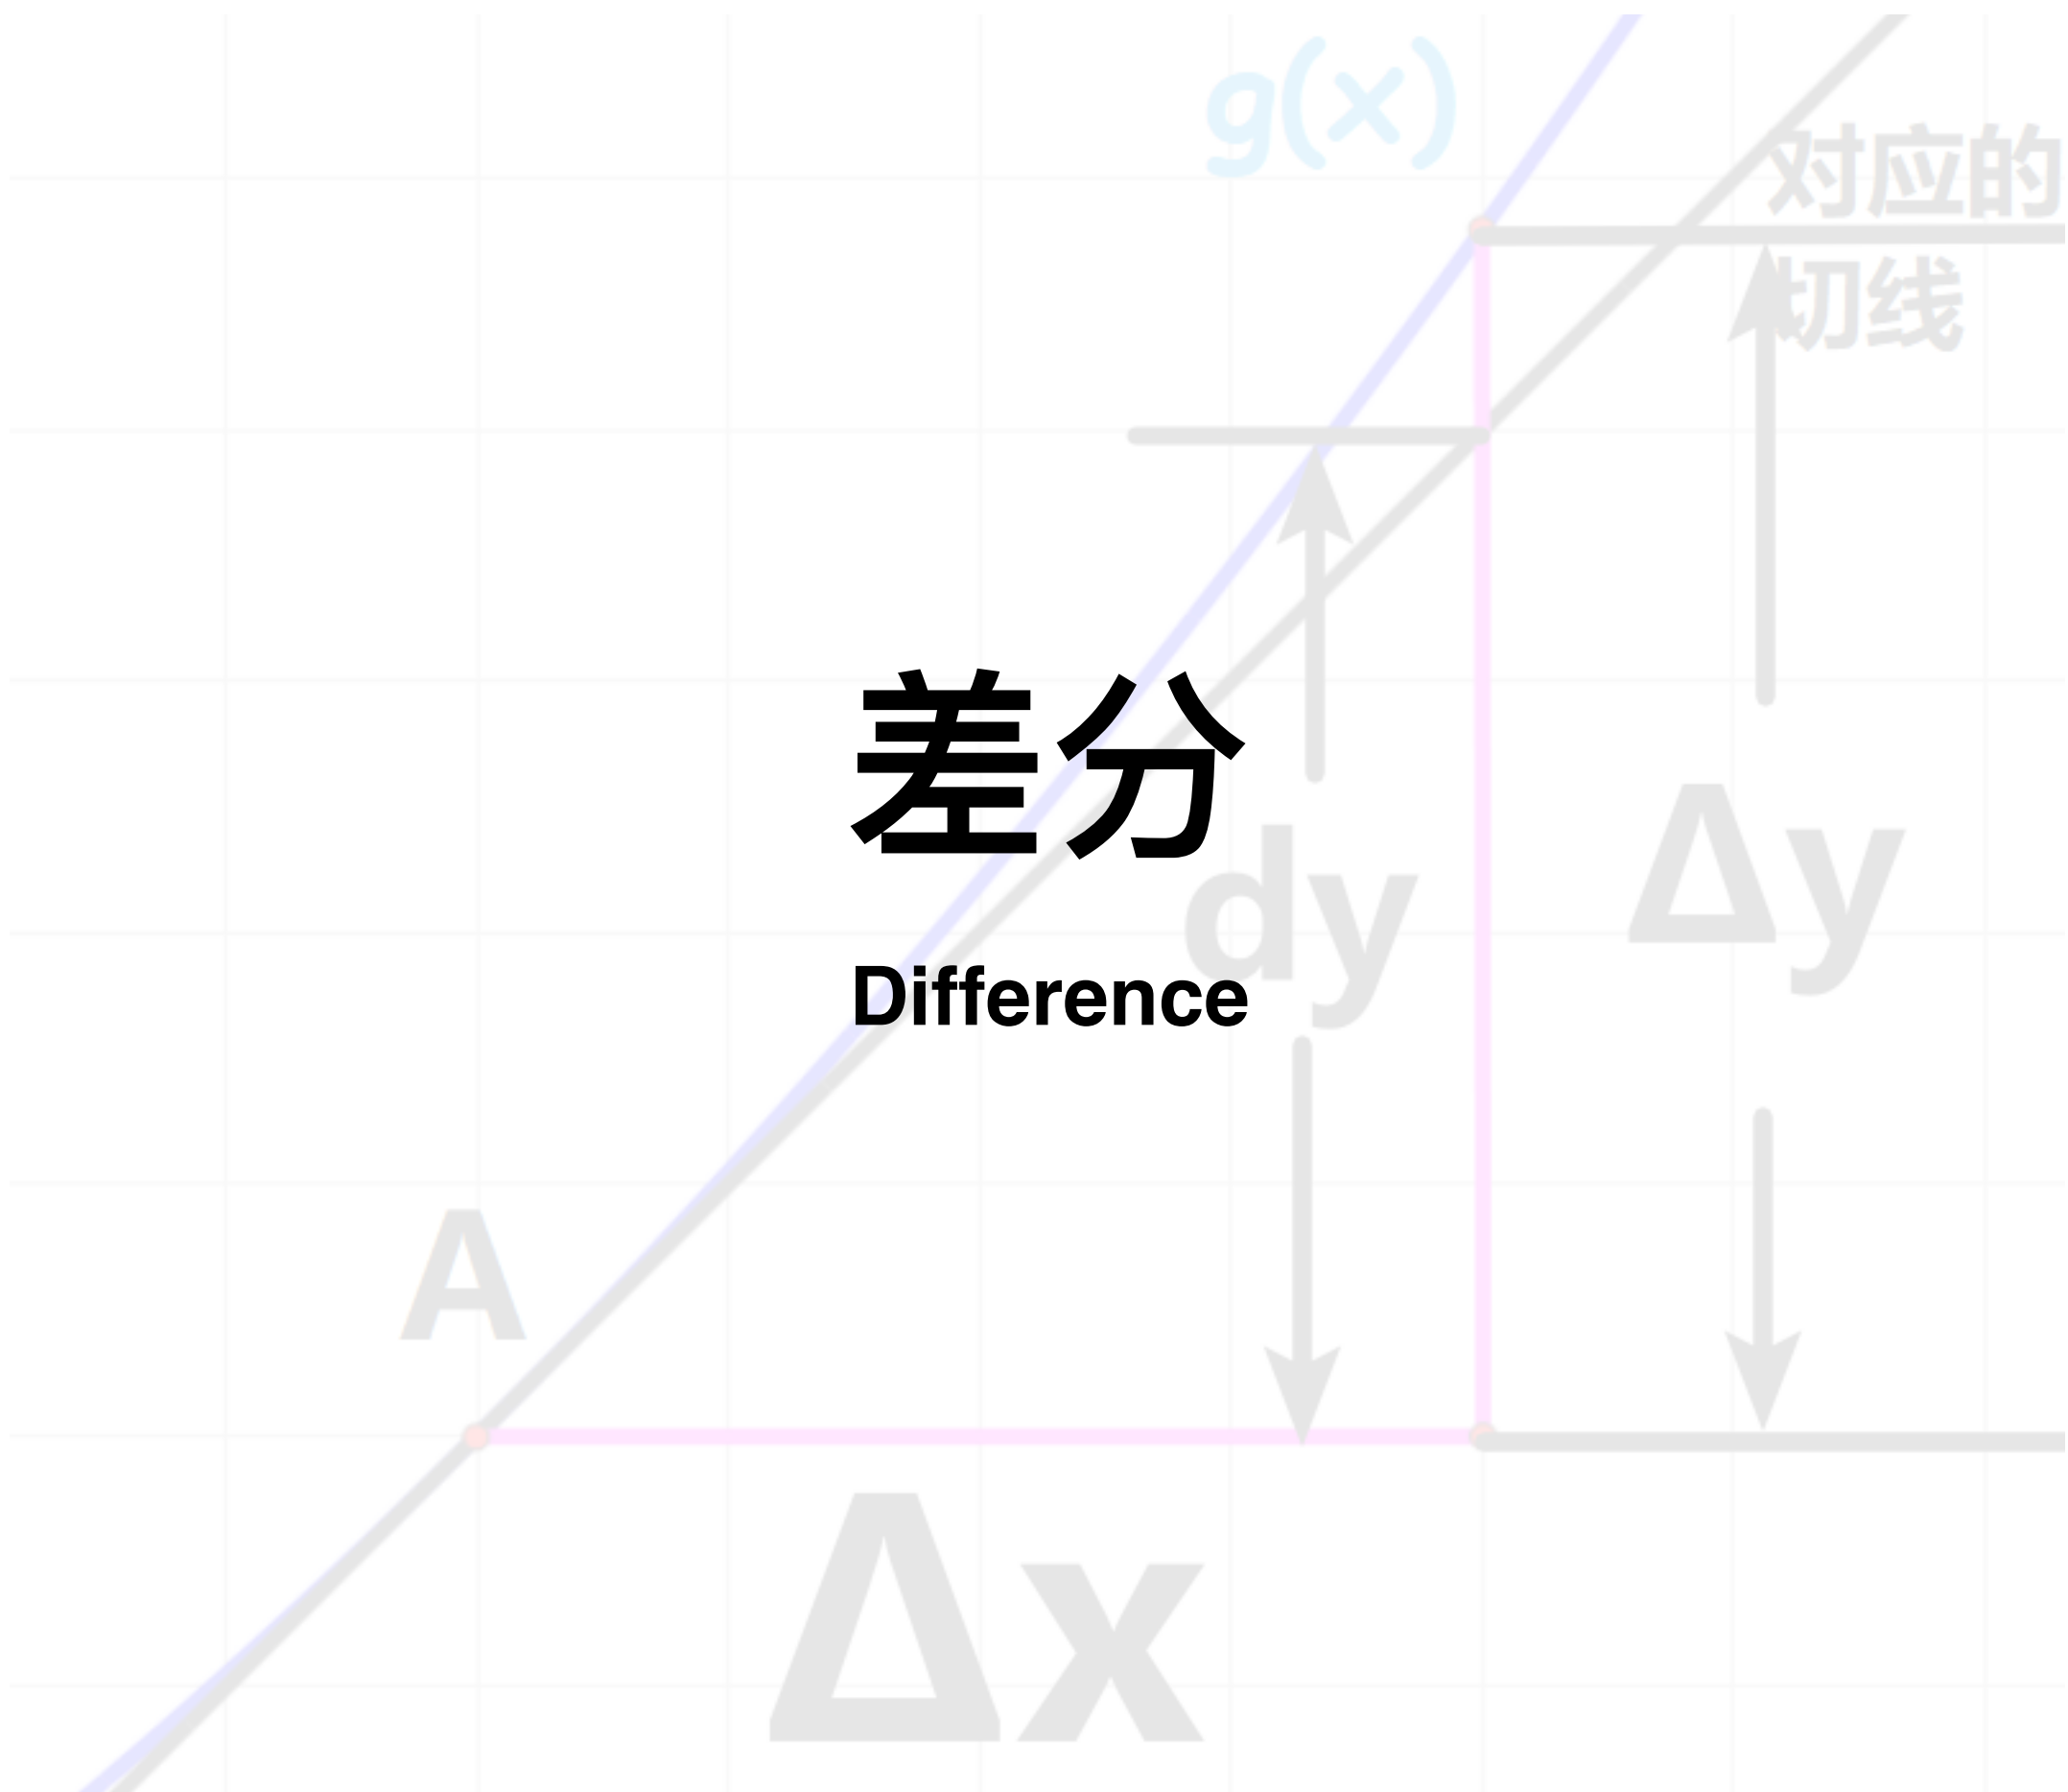 g(x)
对应的
切线
差分
dy
Δy
Difference
A
Δx